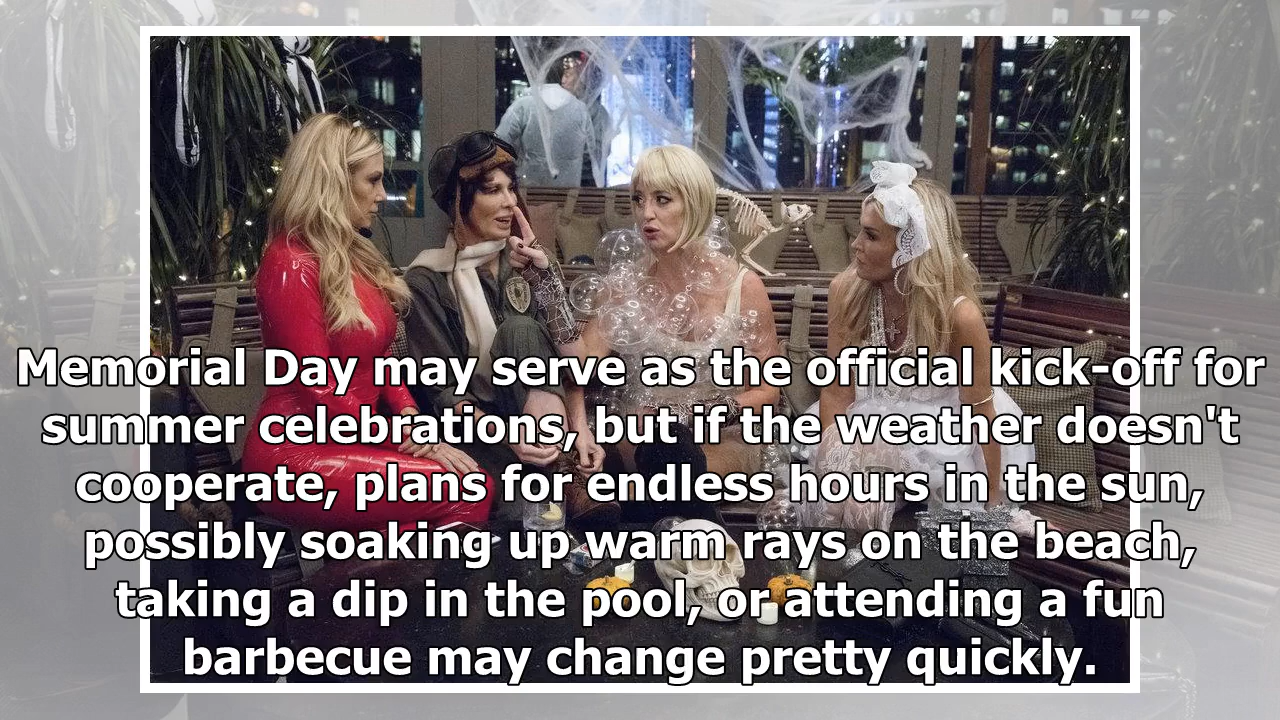 Memorial Day may serve as the official kick-off for
summer celebrations, but if the weather doesn't
cooperate, plans for endless hours in the sun,
possibly soaking up warm rays on the beach,
taking a dip in the pool, or attending a fun
barbecue may change pretty quickly.